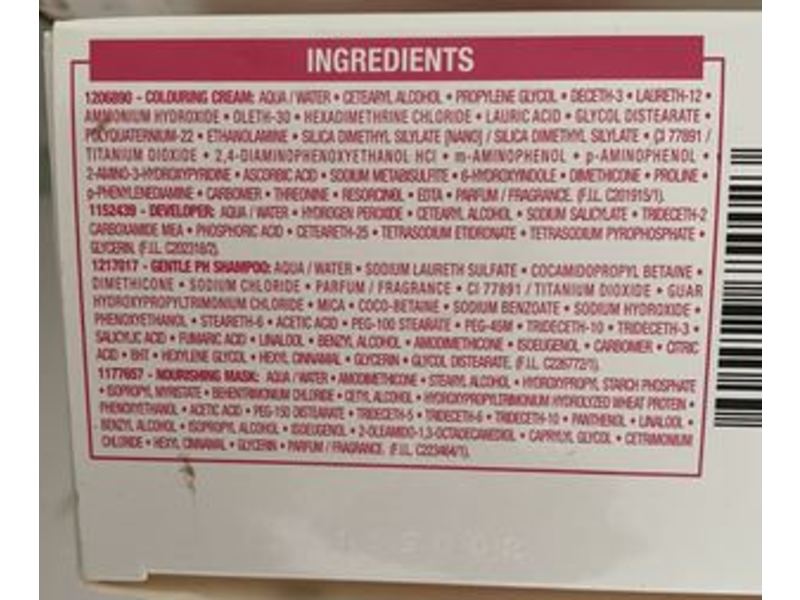 INGREDIENTS
1206890 - COLOURING CREAM: AQUA / WATER • CETEARYL ALCOHOL • PROPYLENE GLYCOL • DECETH-3 • LAURETH-12 •
AMMONIUM HYDROXIDE • OLETH-30 • HEXADIMETHRINE CHLORIDE • LAURIC ACID • GLYCOL DISTEARATE •
POLYQUATERNIUM-22 • ETHANOLAMINE • SILICA DIMETHYL SILYLATE [NANO] / SILICA DIMETHYL SILYLATE • CI 77891 /
TITANIUM DIOXIDE • 2,4-DIAMINOPHENOXYETHANOL HCl • m-AMINOPHENOL • p-AMINOPHENOL •
2-AMINO-3-HYDROXYPYRIDINE • ASCORBIC ACID • SODIUM METABISULFITE • 6-HYDROXYINDOLE • DIMETHICONE • PROLINE •
p-PHENYLENEDIAMINE • CARBOMER • THREONINE • RESORCINOL • EDTA • PARFUM / FRAGRANCE. (F.I.L. C201915/1).
1152439 - DEVELOPER: AQUA / WATER • HYDROGEN PEROXIDE • CETEARYL ALCOHOL • SODIUM SALICYLATE • TRIDECETH-2
CARBOXAMIDE MEA • PHOSPHORIC ACID • CETEARETH-25 • TETRASODIUM ETIDRONATE • TETRASODIUM PYROPHOSPHATE •
GLYCERIN. (F.I.L. C202318/2).
1217017 - GENTLE PH SHAMPOO: AQUA / WATER • SODIUM LAURETH SULFATE • COCAMIDOPROPYL BETAINE •
DIMETHICONE • SODIUM CHLORIDE • PARFUM / FRAGRANCE • CI 77891 / TITANIUM DIOXIDE • GUAR
HYDROXYPROPYLTRIMONIUM CHLORIDE • MICA • COCO-BETAINE • SODIUM BENZOATE • SODIUM HYDROXIDE •
PHENOXYETHANOL • STEARETH-6 • ACETIC ACID • PEG-100 STEARATE • PEG-45M • TRIDECETH-10 • TRIDECETH-3 •
SALICYLIC ACID • FUMARIC ACID • LINALOOL • BENZYL ALCOHOL • AMODIMETHICONE • ISOEUGENOL • CARBOMER • CITRIC
ACID • BHT • HEXYLENE GLYCOL • HEXYL CINNAMAL • GLYCERIN • GLYCOL DISTEARATE. (F.I.L. C226772/1).
1177657 - NOURISHING MASK: AQUA / WATER • AMODIMETHICONE • STEARYL ALCOHOL • HYDROXYPROPYL STARCH PHOSPHATE
• ISOPROPYL MYRISTATE • BEHENTRIMONIUM CHLORIDE • CETYL ALCOHOL • HYDROXYPROPYLTRIMONIUM HYDROLYZED WHEAT PROTEIN •
PHENOXYETHANOL • ACETIC ACID • PEG-150 DISTEARATE • TRIDECETH-5 • TRIDECETH-6 • TRIDECETH-10 • PANTHENOL • LINALOOL •
BENZYL ALCOHOL • ISOPROPYL ALCOHOL • ISOEUGENOL • 2-OLEAMIDO-1,3-OCTADECANEDIOL • CAPRYLYL GLYCOL • CETRIMONIUM
CHLORIDE • HEXYL CINNAMAL • GLYCERIN • PARFUM / FRAGRANCE. (F.I.L. C223464/1).